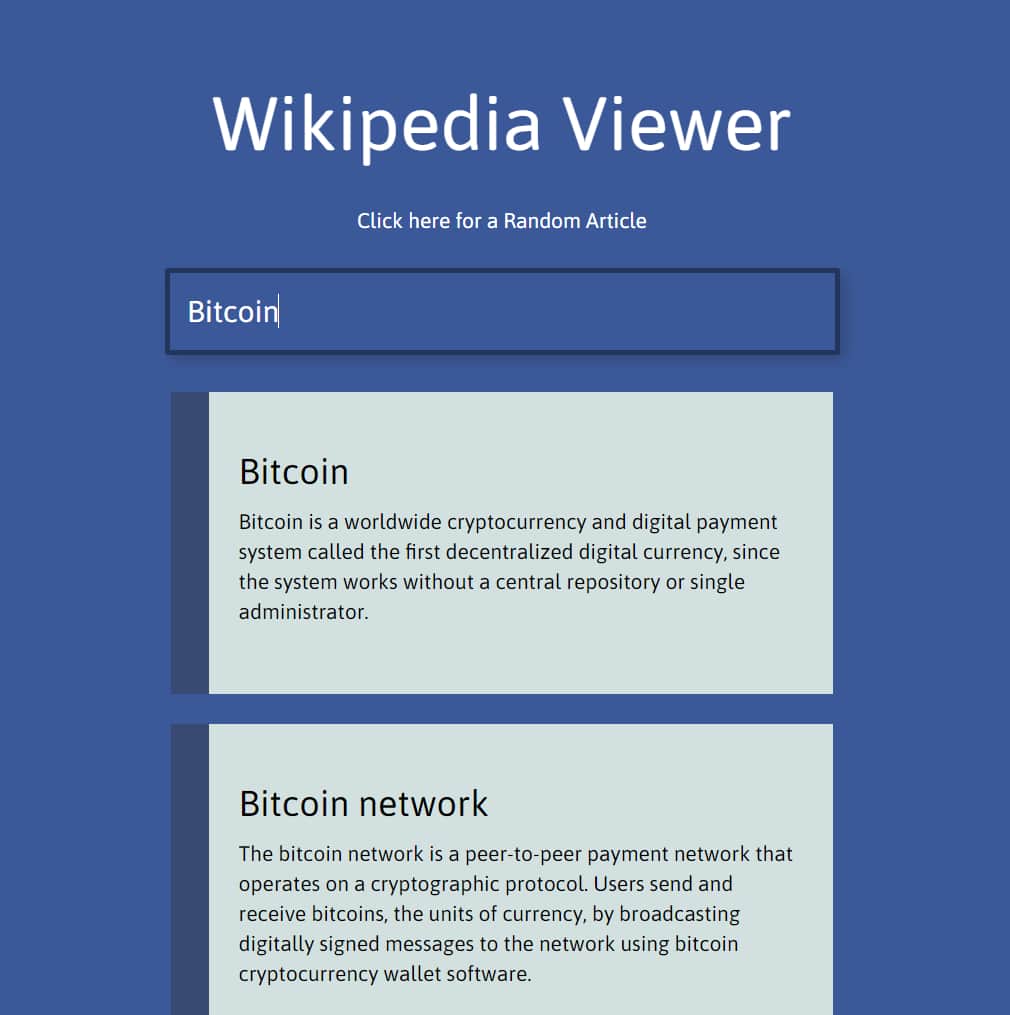 Wikipedia Viewer
Click here for a Random Article
Bitcoin
Bitcoin
Bitcoin is a worldwide cryptocurrency and digital payment
system called the first decentralized digital currency, since
the system works without a central repository or single
administrator.
Bitcoin network
The bitcoin network is a peer-to-peer payment network that
operates on a cryptographic protocol. Users send and
receive bitcoins, the units of currency, by broadcasting
digitally signed messages to the network using bitcoin
cryptocurrency wallet software.